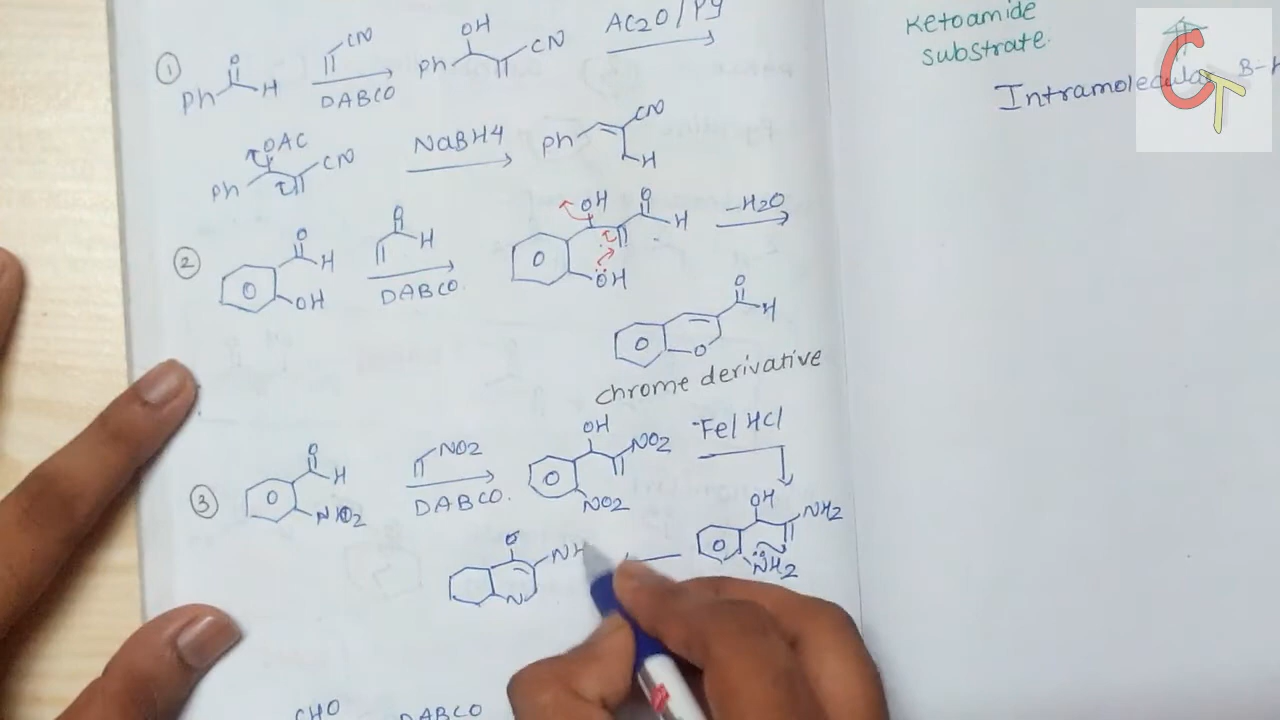 ① Ph O H CN DABCO Ph OH CN AC2O/Py
Ph OAC CN NaBH4 Ph CN H
② O H OH O H DABCO. OH O H OH -H2O
O H O
chrome derivative
③ O H NO2 NO2 DABCO. OH NO2 NO2 Fe/HCl
OH NH2 NH2
O NH N
CHO DABCO
Ketoamide
substrate.
Intramolecular B-H
CT